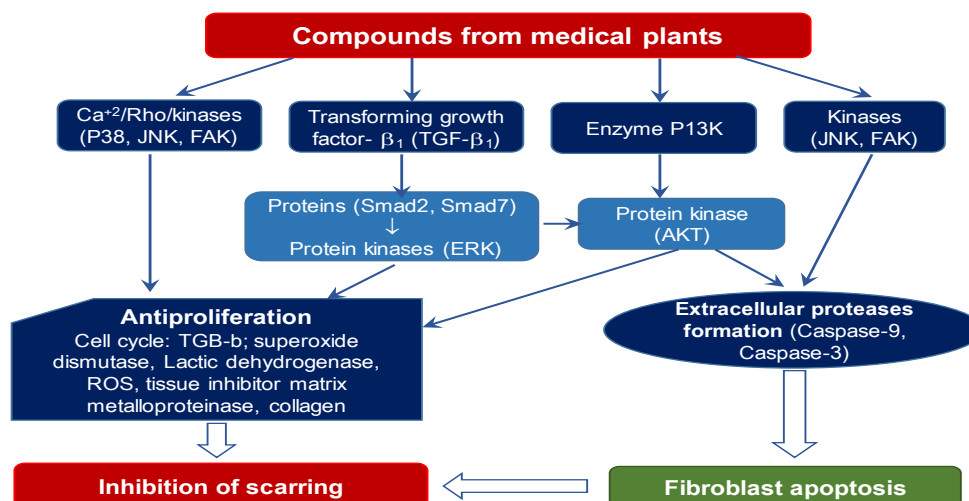 Compounds from medical plants
Ca⁺²/Rho/kinases
(P38, JNK, FAK)
Transforming growth
factor- β₁ (TGF-β₁)
Enzyme P13K
Kinases
(JNK, FAK)
Proteins (Smad2, Smad7)
↓
Protein kinases (ERK)
Protein kinase
(AKT)
Antiproliferation
Cell cycle: TGB-b; superoxide
dismutase, Lactic dehydrogenase,
ROS, tissue inhibitor matrix
metalloproteinase, collagen
Extracellular proteases
formation (Caspase-9,
Caspase-3)
Inhibition of scarring
Fibroblast apoptosis